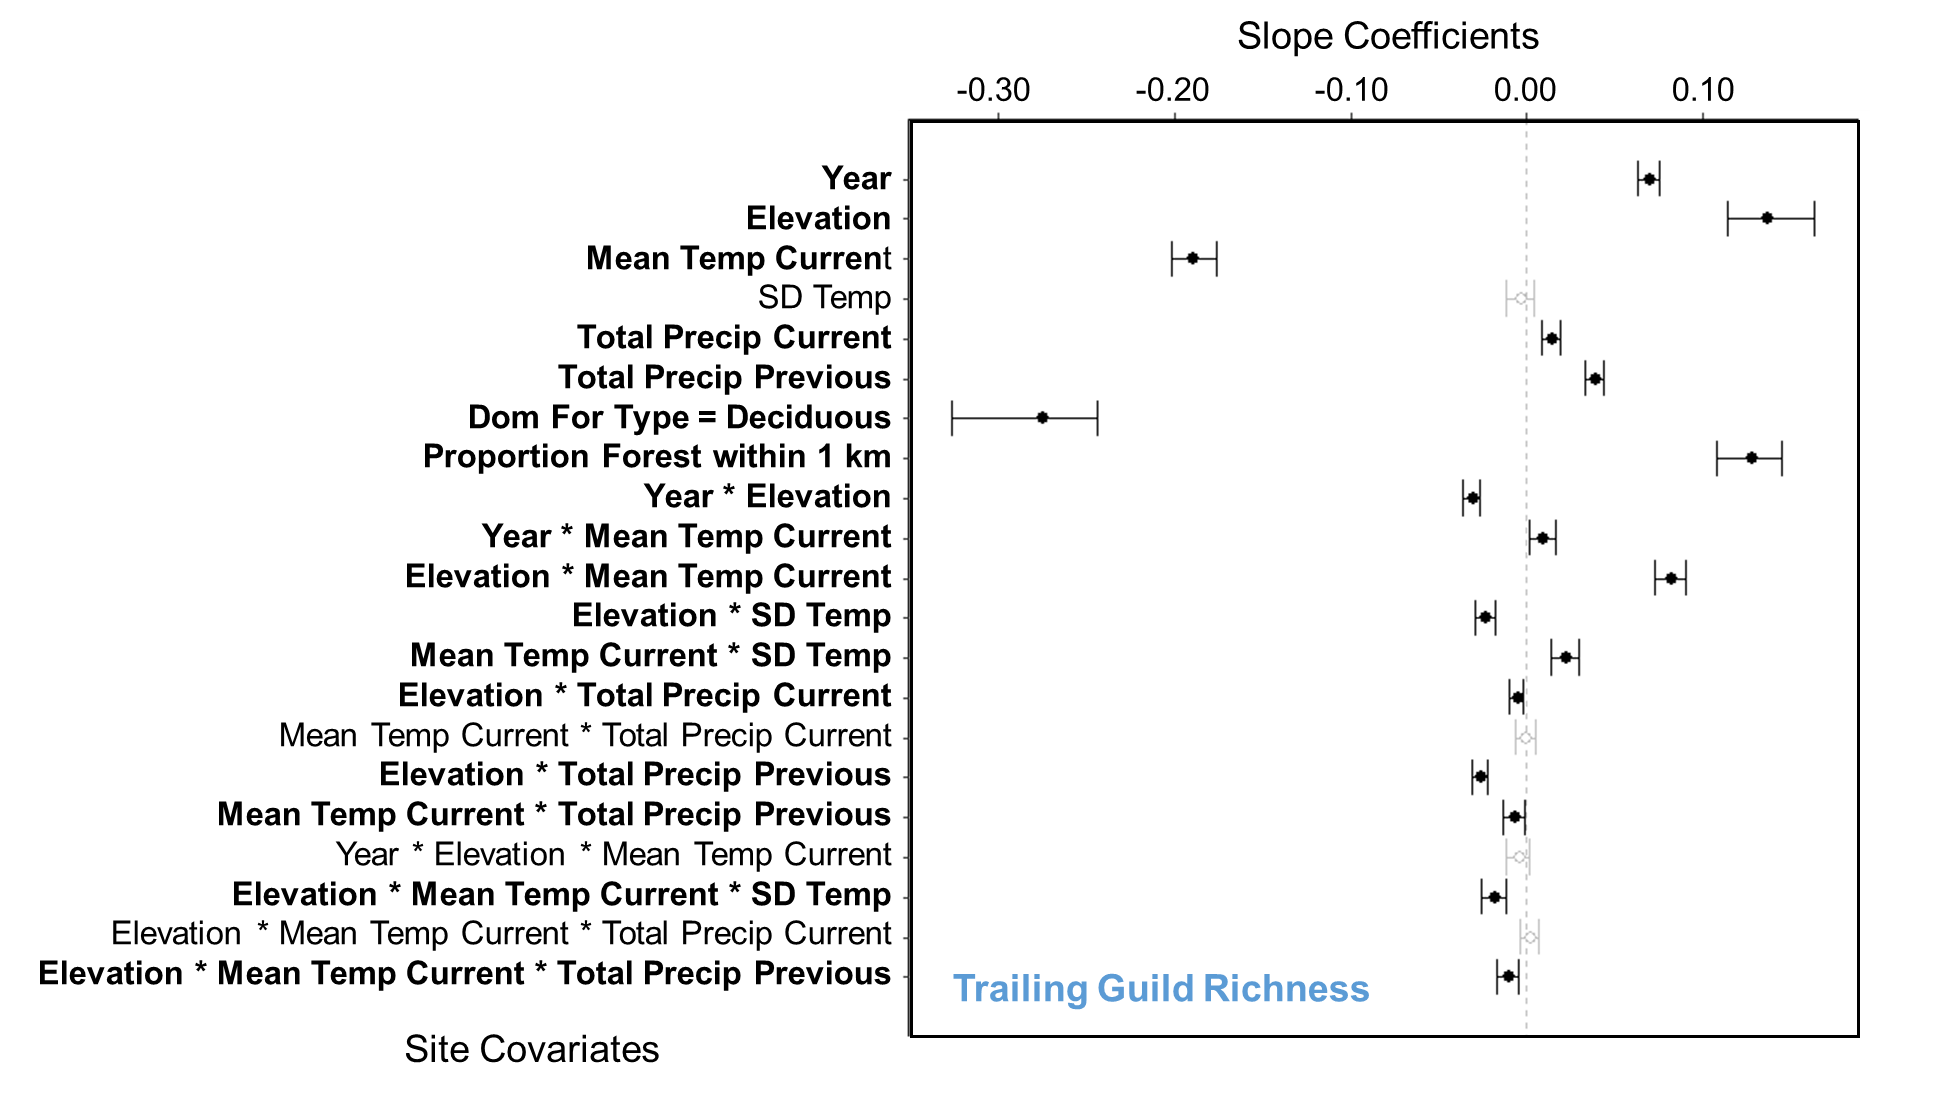 Slope Coefficients
-0.30 -0.20 -0.10 0.00 0.10
Year
Elevation
Mean Temp Current
SD Temp
Total Precip Current
Total Precip Previous
Dom For Type = Deciduous
Proportion Forest within 1 km
Year * Elevation
Year * Mean Temp Current
Elevation * Mean Temp Current
Elevation * SD Temp
Mean Temp Current * SD Temp
Elevation * Total Precip Current
Mean Temp Current * Total Precip Current
Elevation * Total Precip Previous
Mean Temp Current * Total Precip Previous
Year * Elevation * Mean Temp Current
Elevation * Mean Temp Current * SD Temp
Elevation * Mean Temp Current * Total Precip Current
Elevation * Mean Temp Current * Total Precip Previous
Trailing Guild Richness
Site Covariates